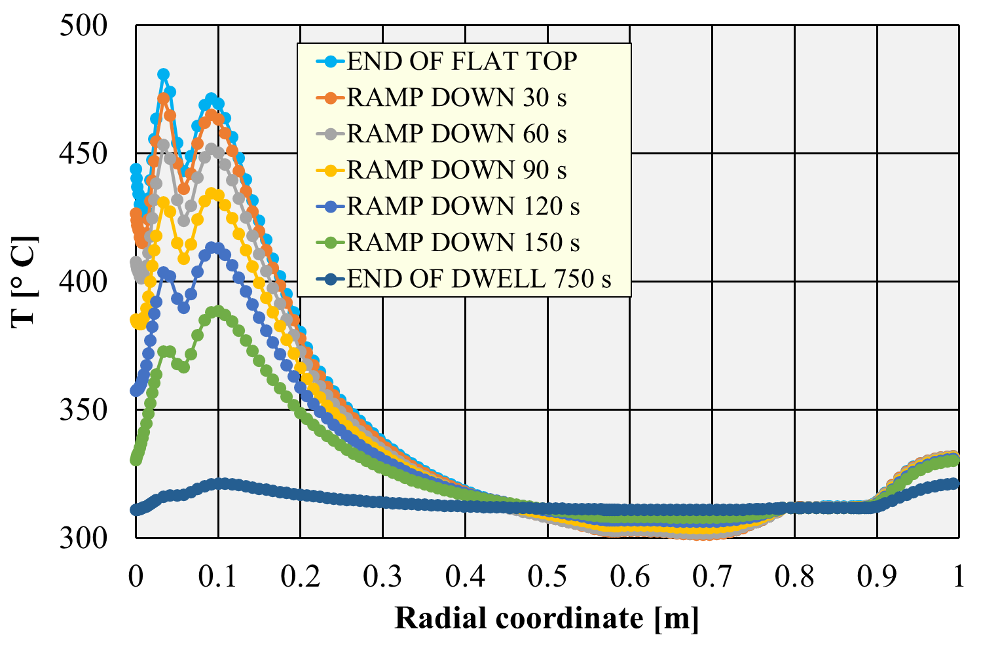 500
450
400
350
300
T [° C]
END OF FLAT TOP
RAMP DOWN 30 s
RAMP DOWN 60 s
RAMP DOWN 90 s
RAMP DOWN 120 s
RAMP DOWN 150 s
END OF DWELL 750 s
0 0.1 0.2 0.3 0.4 0.5 0.6 0.7 0.8 0.9 1
Radial coordinate [m]